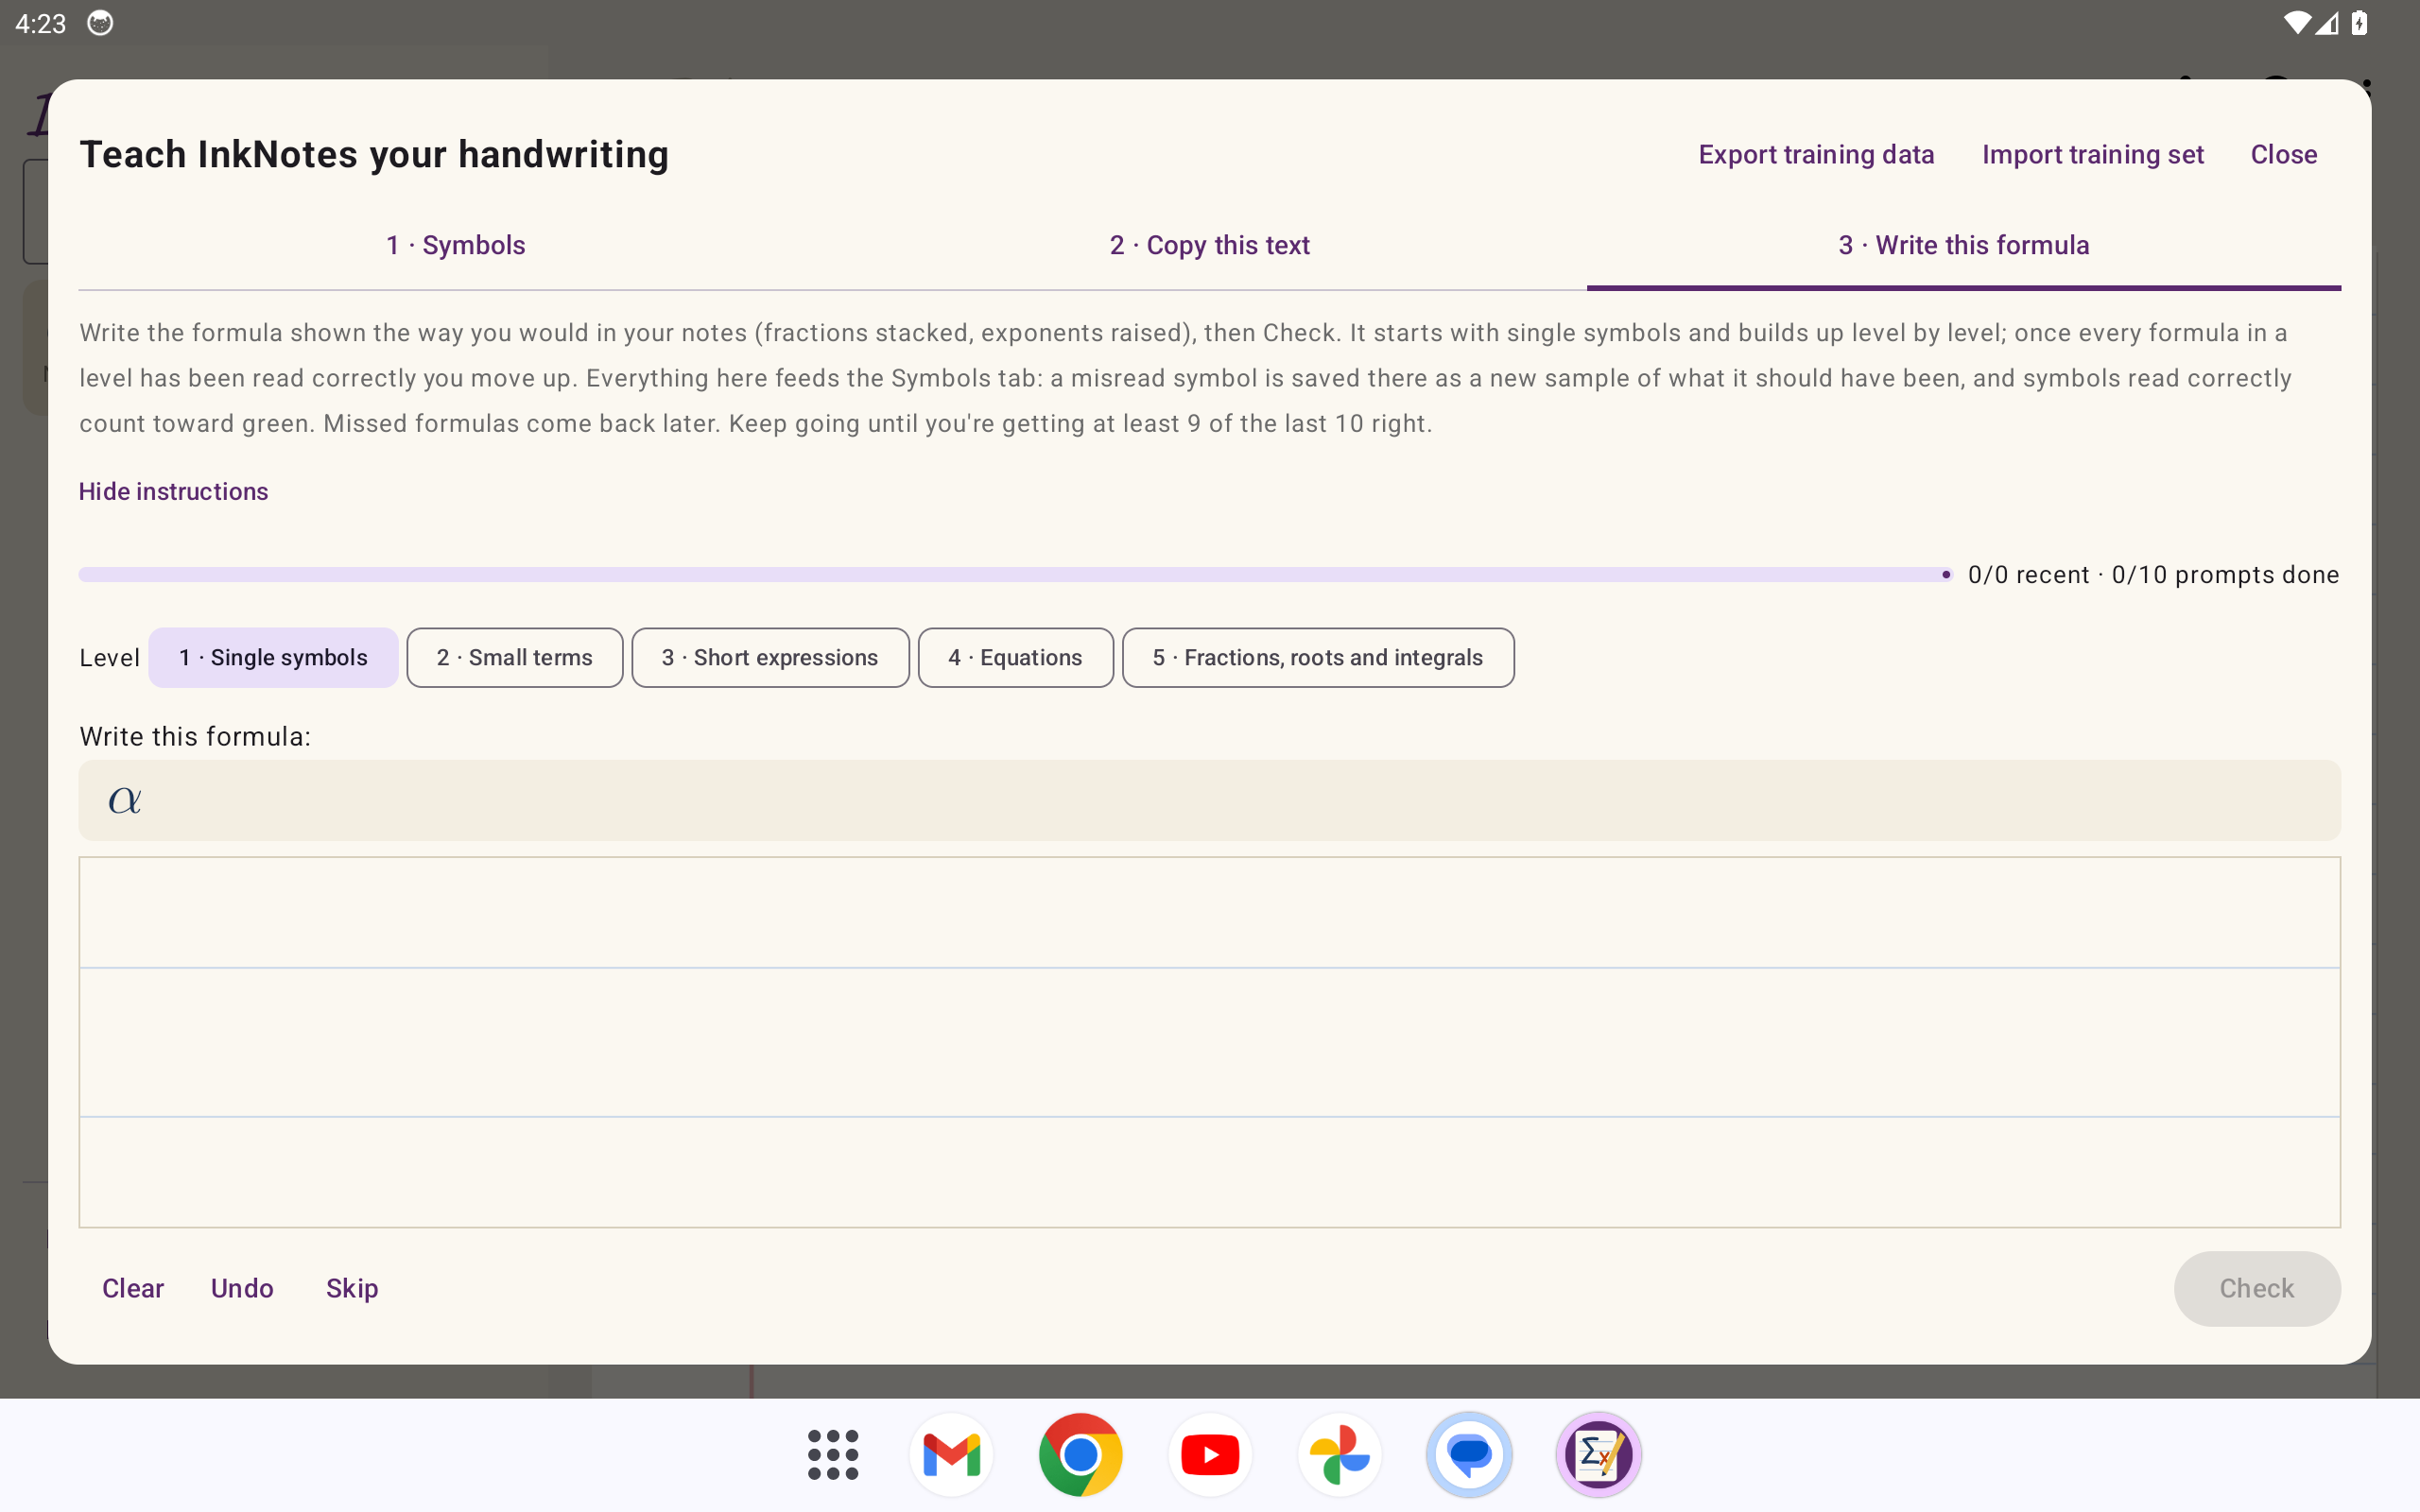 4:23
Teach InkNotes your handwriting
Export training data
Import training set
Close
1 · Symbols
2 · Copy this text
3 · Write this formula
Write the formula shown the way you would in your notes (fractions stacked, exponents raised), then Check. It starts with single symbols and builds up level by level; once every formula in a
level has been read correctly you move up. Everything here feeds the Symbols tab: a misread symbol is saved there as a new sample of what it should have been, and symbols read correctly
count toward green. Missed formulas come back later. Keep going until you're getting at least 9 of the last 10 right.
Hide instructions
0/0 recent · 0/10 prompts done
Level
1 · Single symbols
2 · Small terms
3 · Short expressions
4 · Equations
5 · Fractions, roots and integrals
Write this formula:
α
Clear
Undo
Skip
Check